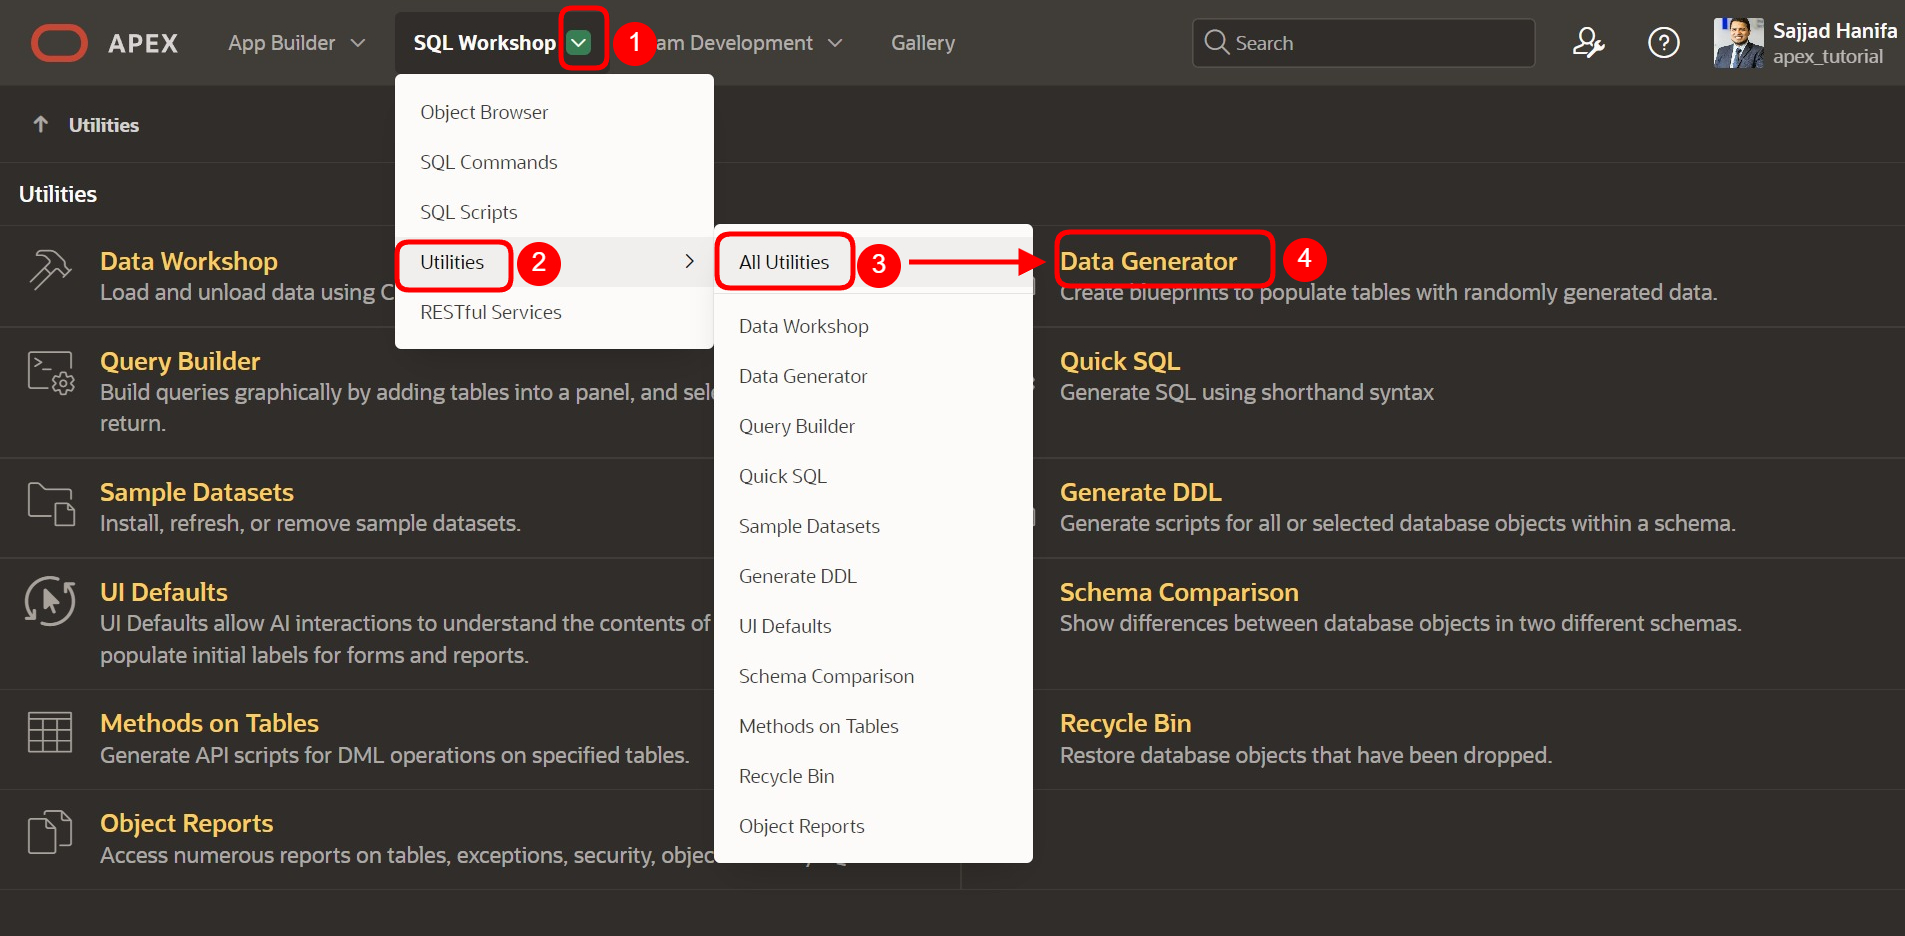 APEX
App Builder
SQL Workshop
1
am Development
Gallery
Search
Sajjad Hanifa
apex_tutorial
Utilities
Utilities
Object Browser
SQL Commands
SQL Scripts
Utilities
2
RESTful Services
All Utilities
3
Data Workshop
Data Generator
Query Builder
Quick SQL
Sample Datasets
Generate DDL
UI Defaults
Schema Comparison
Methods on Tables
Recycle Bin
Object Reports
Data Workshop
Load and unload data using
Data Generator
4
Create blueprints to populate tables with randomly generated data.
Query Builder
Build queries graphically by adding tables into a panel, and
return.
Quick SQL
Generate SQL using shorthand syntax
Sample Datasets
Install, refresh, or remove sample datasets.
Generate DDL
Generate scripts for all or selected database objects within a schema.
UI Defaults
UI Defaults allow AI interactions to understand the contents of
populate initial labels for forms and reports.
Schema Comparison
Show differences between database objects in two different schemas.
Methods on Tables
Generate API scripts for DML operations on specified tables.
Recycle Bin
Restore database objects that have been dropped.
Object Reports
Access numerous reports on tables, exceptions, security,